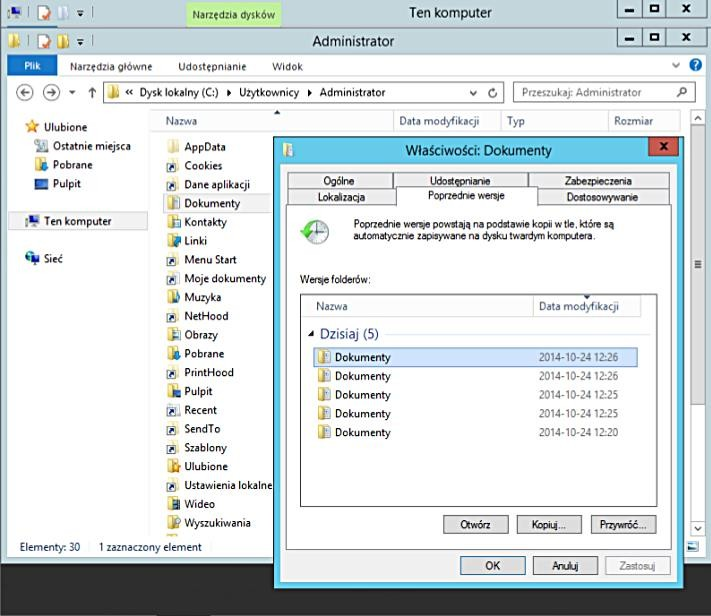 Narzędzia dysków
Ten komputer
Administrator
Plik
Narzędzia główne
Udostępnianie
Widok
« Dysk lokalny (C:) ▸ Użytkownicy ▸ Administrator
Przeszukaj: Administrator
Ulubione
Ostatnie miejsca
Pobrane
Pulpit
Ten komputer
Sieć
Nazwa
Data modyfikacji
Typ
Rozmiar
AppData
Cookies
Dane aplikacji
Dokumenty
Kontakty
Linki
Menu Start
Moje dokumenty
Muzyka
NetHood
Obrazy
Pobrane
PrintHood
Pulpit
Recent
SendTo
Szablony
Ulubione
Ustawienia lokalne
Wideo
Wyszukiwania
Elementy: 30
1 zaznaczony element
Właściwości: Dokumenty
Ogólne
Udostępnianie
Zabezpieczenia
Lokalizacja
Poprzednie wersje
Dostosowywanie
Poprzednie wersje powstają na podstawie kopii w tle, które są
automatycznie zapisywane na dysku twardym komputera.
Wersje folderów:
Nazwa
Data modyfikacji
Dzisiaj (5)
Dokumenty 2014-10-24 12:26
Dokumenty 2014-10-24 12:26
Dokumenty 2014-10-24 12:25
Dokumenty 2014-10-24 12:25
Dokumenty 2014-10-24 12:20
Otwórz
Kopiuj...
Przywróć...
OK
Anuluj
Zastosuj